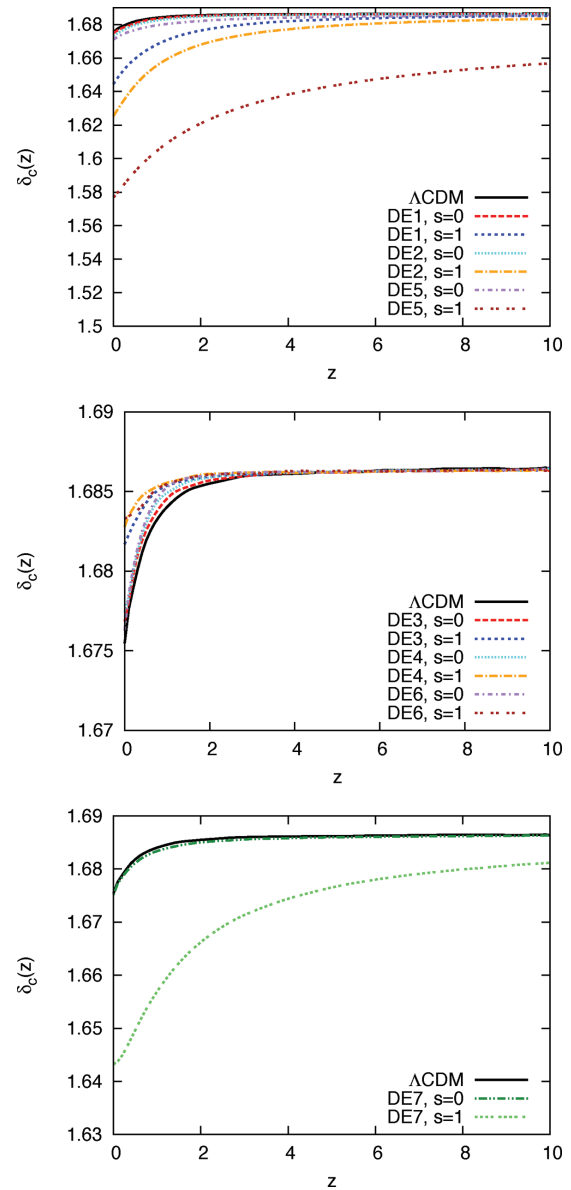 δc(z)
1.68
1.66
1.64
1.62
1.6
1.58
1.56
1.54
1.52
1.5
ΛCDM
DE1, s=0
DE1, s=1
DE2, s=0
DE2, s=1
DE5, s=0
DE5, s=1
0 2 4 6 8 10
z
δc(z)
1.69
1.685
1.68
1.675
1.67
ΛCDM
DE3, s=0
DE3, s=1
DE4, s=0
DE4, s=1
DE6, s=0
DE6, s=1
0 2 4 6 8 10
z
δc(z)
1.69
1.68
1.67
1.66
1.65
1.64
1.63
ΛCDM
DE7, s=0
DE7, s=1
0 2 4 6 8 10
z